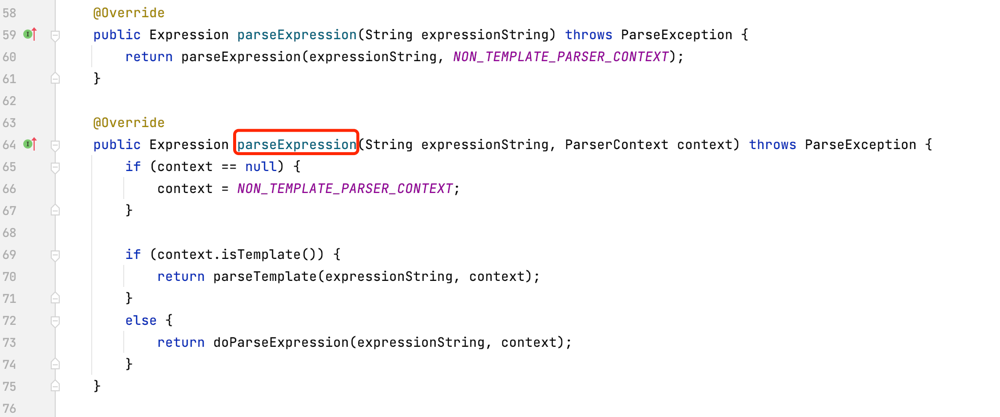 58 @Override
59 public Expression parseExpression(String expressionString) throws ParseException {
60 return parseExpression(expressionString, NON_TEMPLATE_PARSER_CONTEXT);
61 }
62
63 @Override
64 public Expression parseExpression(String expressionString, ParserContext context) throws ParseException {
65 if (context == null) {
66 context = NON_TEMPLATE_PARSER_CONTEXT;
67 }
68
69 if (context.isTemplate()) {
70 return parseTemplate(expressionString, context);
71 }
72 else {
73 return doParseExpression(expressionString, context);
74 }
75 }
76